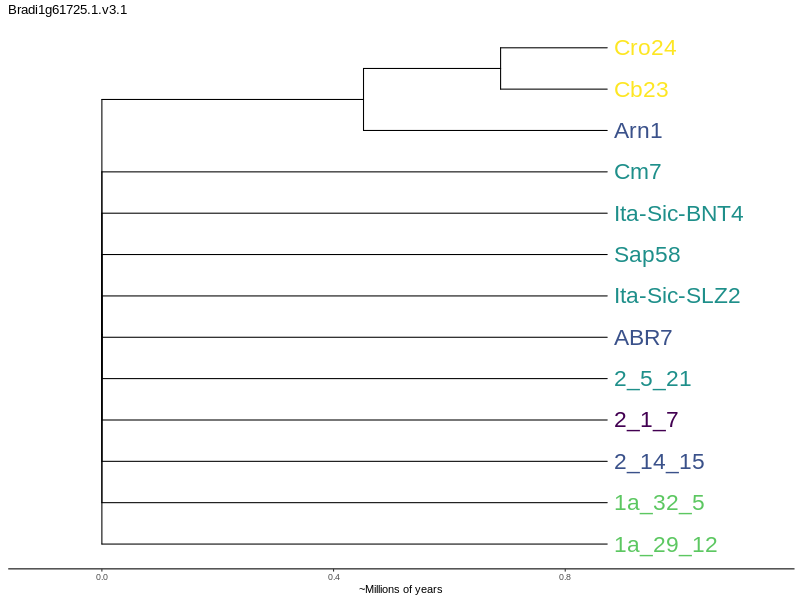 Bradi1g61725.1.v3.1
Cro24
Cb23
Arn1
Cm7
Ita-Sic-BNT4
Sap58
Ita-Sic-SLZ2
ABR7
2_5_21
2_1_7
2_14_15
1a_32_5
1a_29_12
0.0 0.4 0.8
~Millions of years